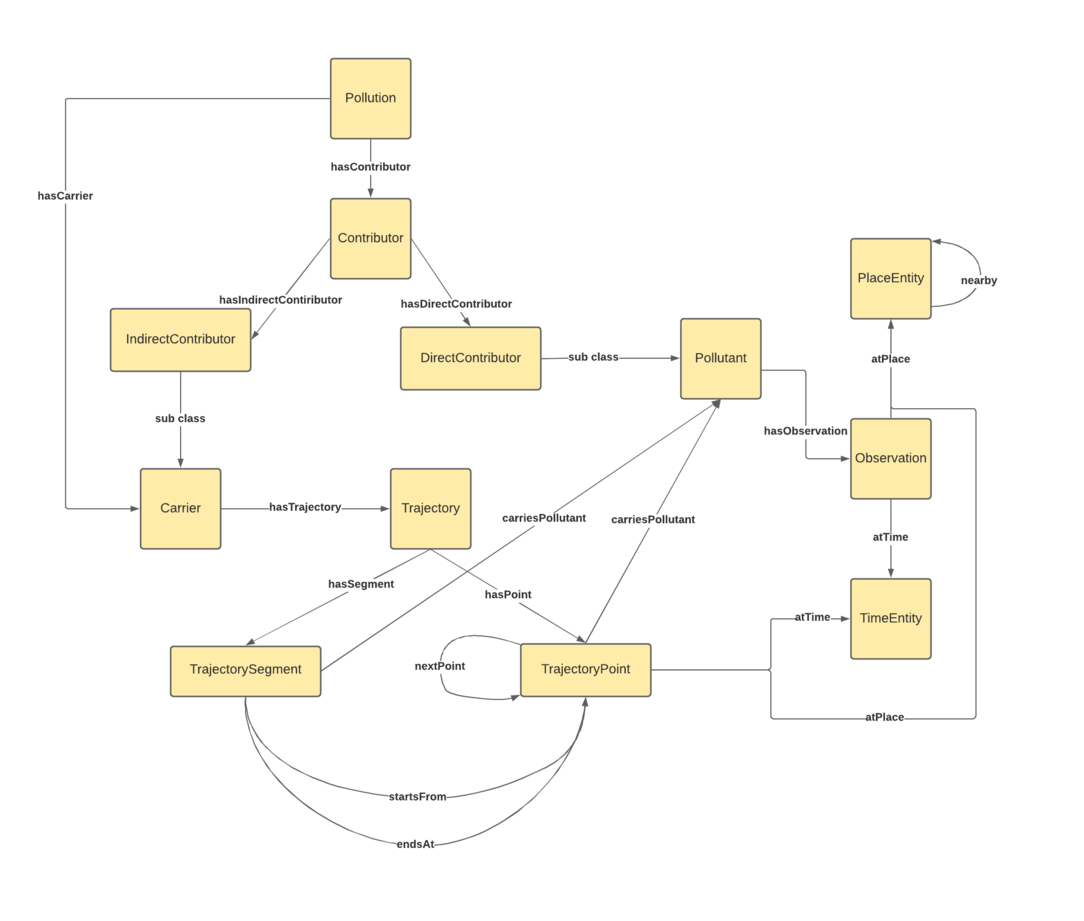 Pollution
hasContributor
hasCarrier
Contributor
PlaceEntity
nearby
hasIndirectContiributor
hasDirectContributor
IndirectContributor
DirectContributor
sub class
Pollutant
atPlace
sub class
hasObservation
Observation
Carrier
hasTrajectory
Trajectory
carriesPollutant
carriesPollutant
atTime
hasSegment
hasPoint
atTime
TimeEntity
TrajectorySegment
nextPoint
TrajectoryPoint
atPlace
startsFrom
endsAt